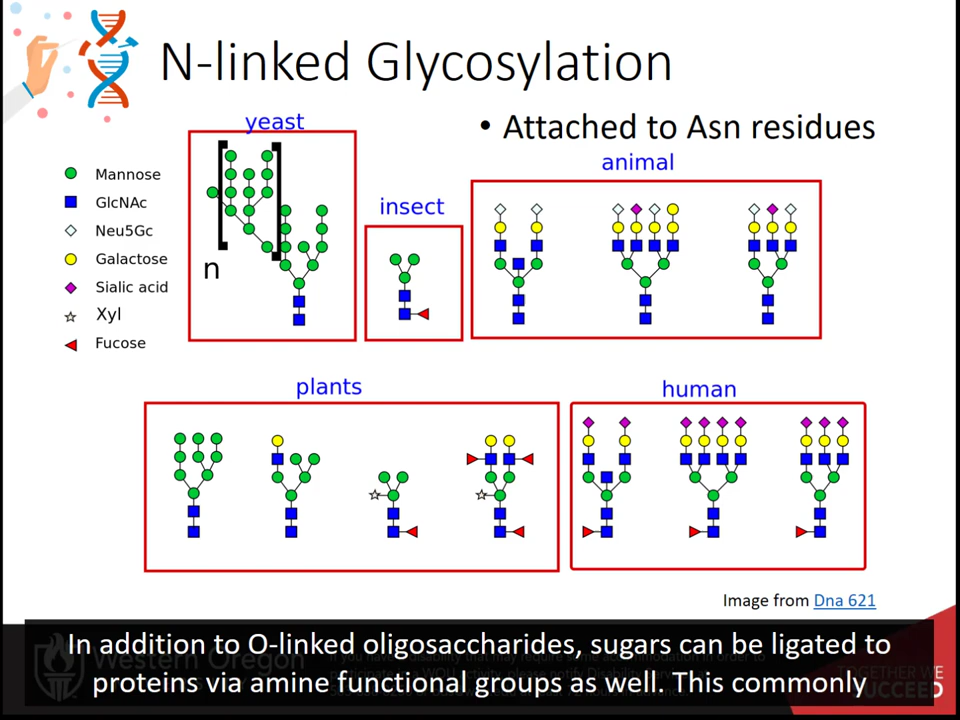 N-linked Glycosylation
• Attached to Asn residues
yeast
insect
animal
Mannose
GlcNAc
Neu5Gc
Galactose
Sialic acid
Xyl
Fucose
n
plants
human
Image from Dna 621
In addition to O-linked oligosaccharides, sugars can be ligated to
proteins via amine functional groups as well. This commonly